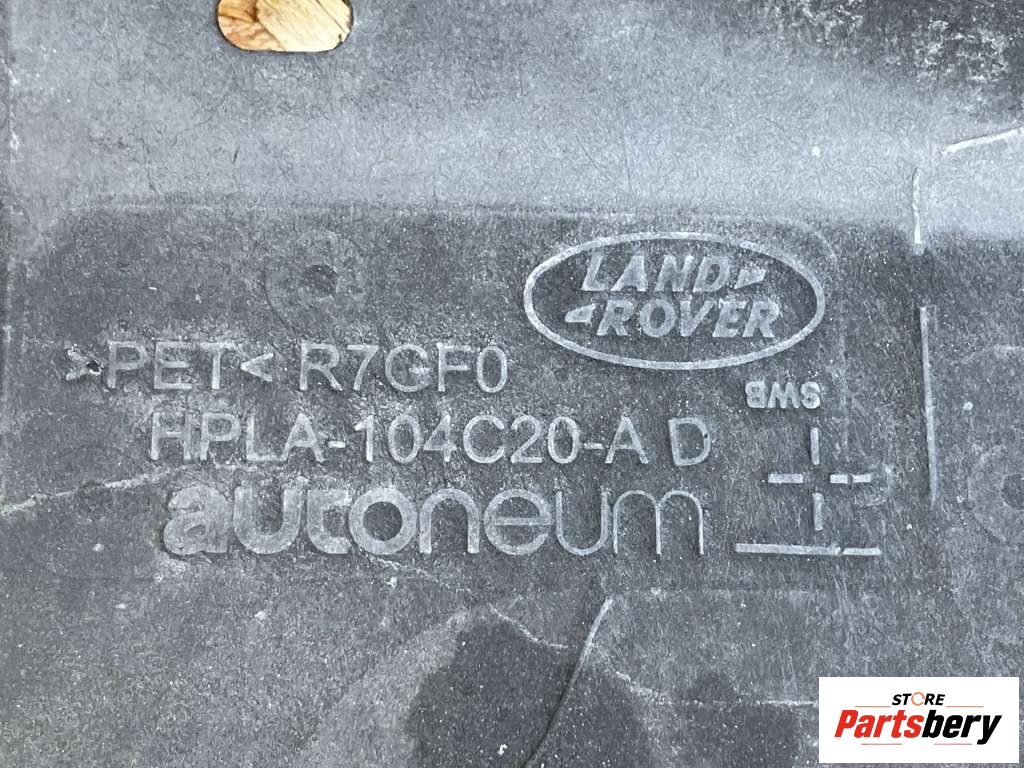 LAND
ROVER
>PET< R7GF0
SWB
HPLA-104C20-A D
autoneum
STORE
Partsbery